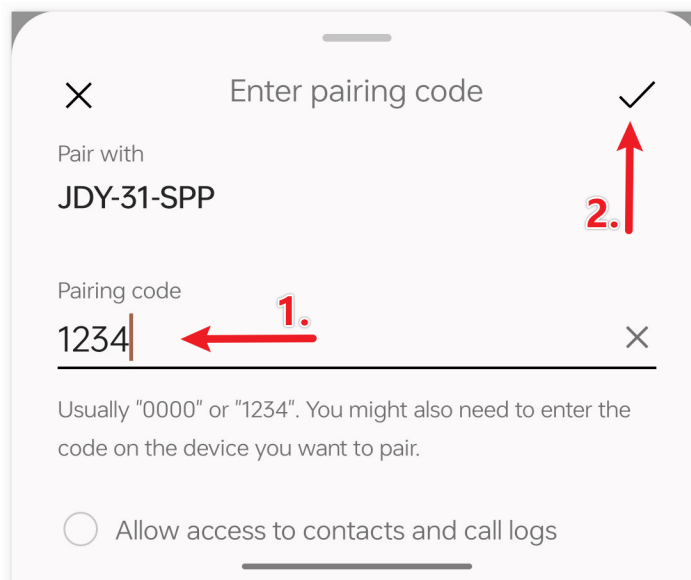 Enter pairing code
Pair with
JDY-31-SPP
2.
Pairing code
1.
1234
Usually "0000" or "1234". You might also need to enter the
code on the device you want to pair.
Allow access to contacts and call logs